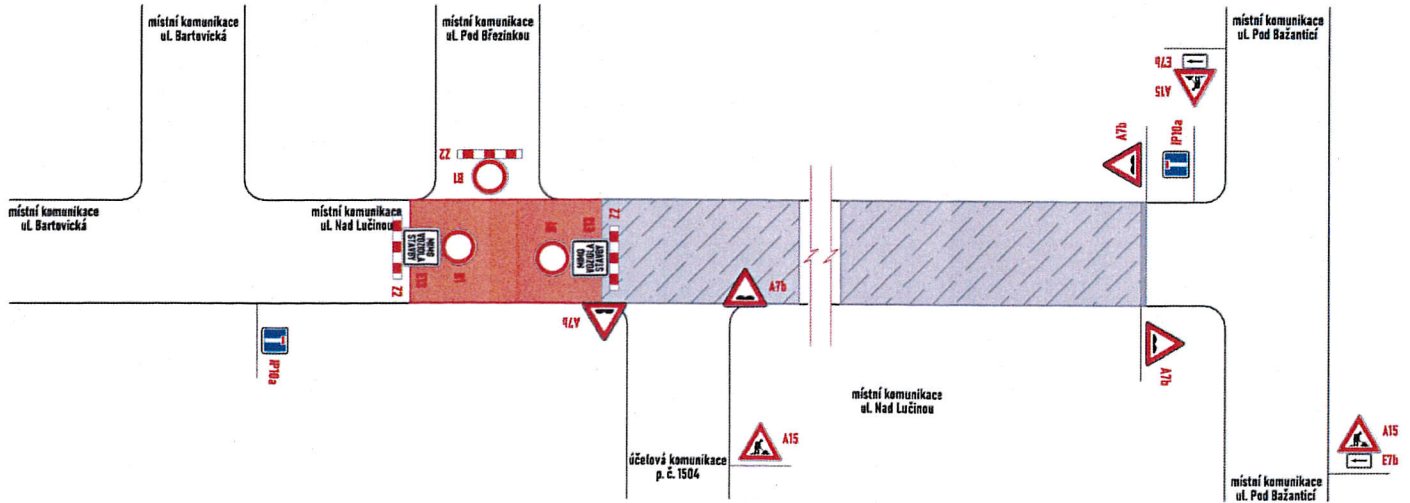 místní komunikace
ul. Bartovická
místní komunikace
ul. Pod Březinkou
místní komunikace
ul. Pod Bažanticí
E7b
A15
A7b
IP10a
Z2
B1
místní komunikace
ul. Bartovická
místní komunikace
ul. Nad Lučinou
MIMO
VOZIDLA
STAVBY
E13
B1
Z2
B1
E13
Z2
MIMO
VOZIDLA
STAVBY
A7b
A7b
IP10a
A7b
místní komunikace
ul. Nad Lučinou
A15
účelová komunikace
p. č. 1504
A15
E7b
místní komunikace
ul. Pod Bažanticí